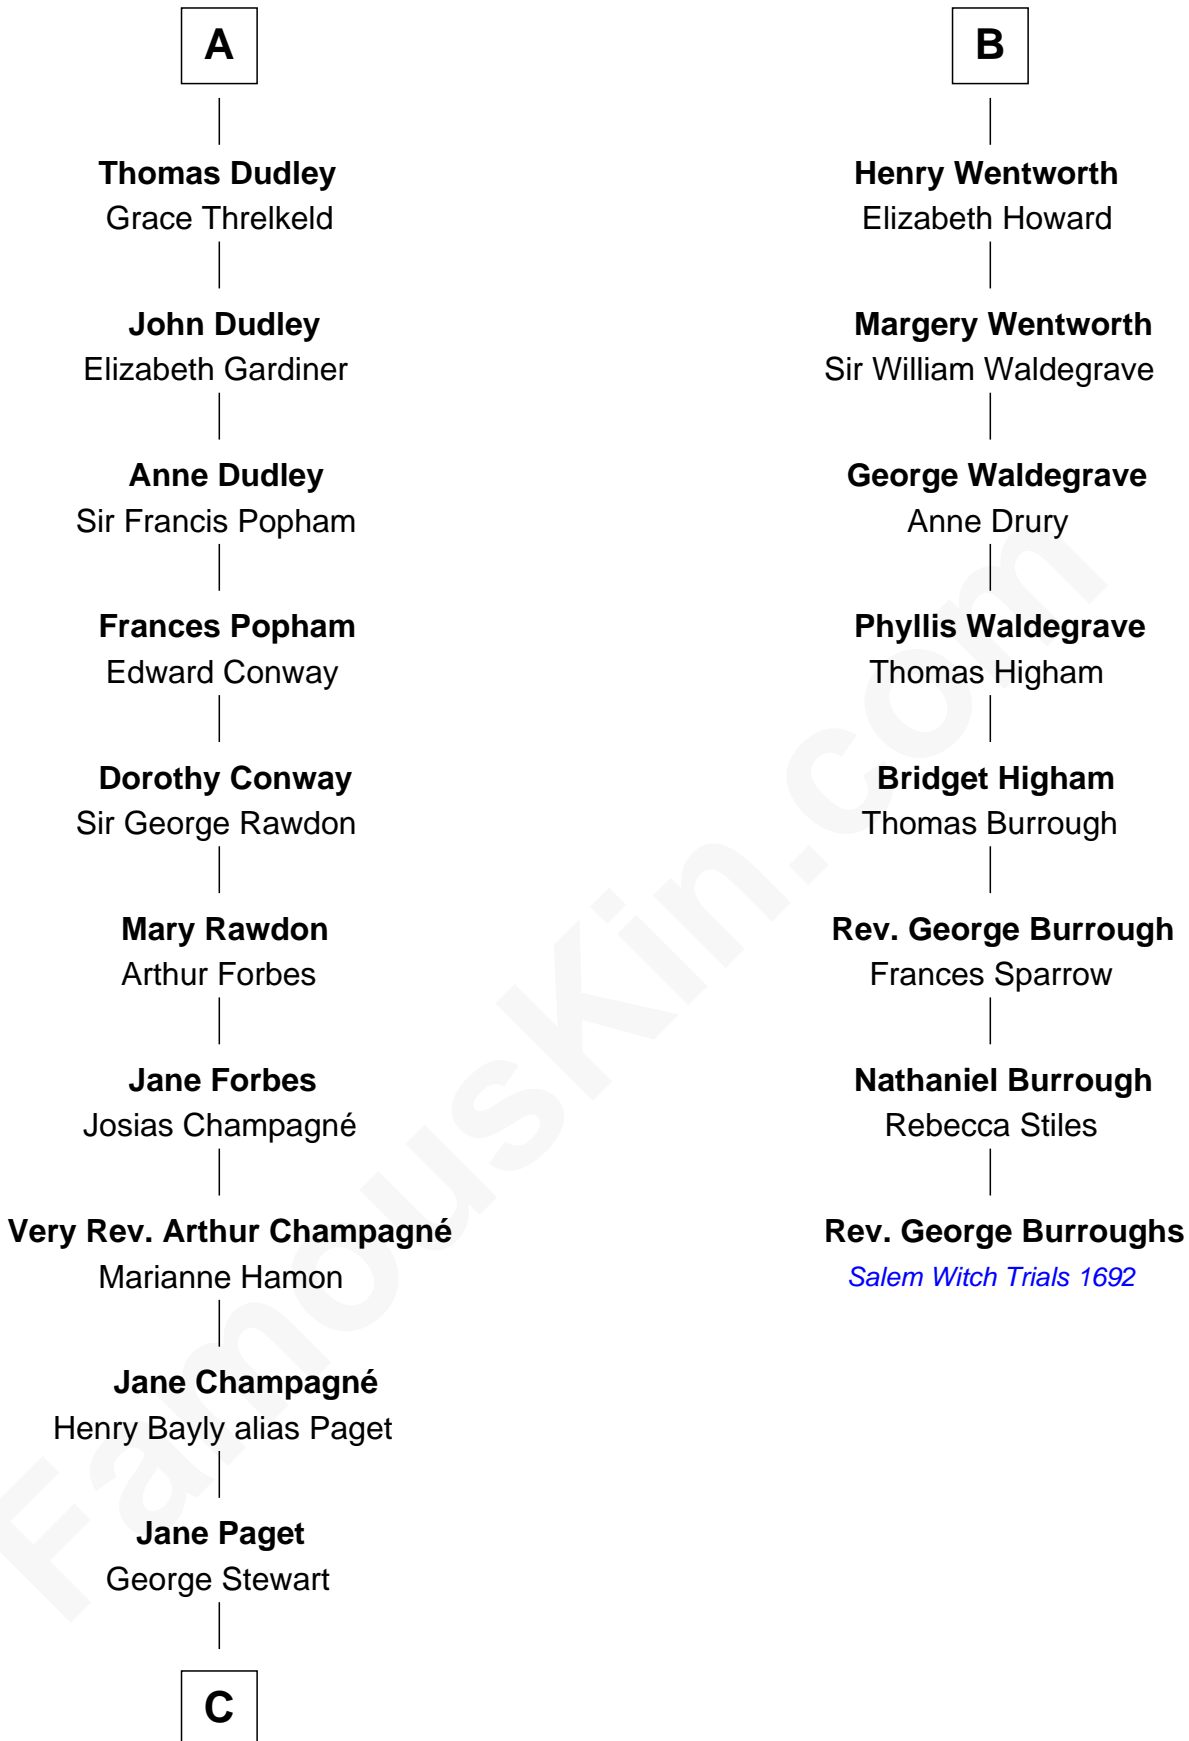 A
Thomas Dudley
Grace Threlkeld
John Dudley
Elizabeth Gardiner
Anne Dudley
Sir Francis Popham
Frances Popham
Edward Conway
Dorothy Conway
Sir George Rawdon
Mary Rawdon
Arthur Forbes
Jane Forbes
Josias Champagné
Very Rev. Arthur Champagné
Marianne Hamon
Jane Champagné
Henry Bayly alias Paget
Jane Paget
George Stewart
C
B
Henry Wentworth
Elizabeth Howard
Margery Wentworth
Sir William Waldegrave
George Waldegrave
Anne Drury
Phyllis Waldegrave
Thomas Higham
Bridget Higham
Thomas Burrough
Rev. George Burrough
Frances Sparrow
Nathaniel Burrough
Rebecca Stiles
Rev. George Burroughs
Salem Witch Trials 1692
FamousKin.com